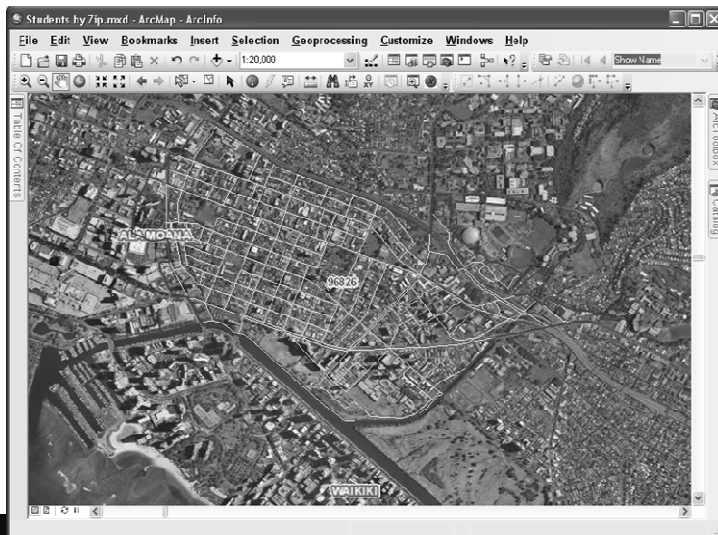 Students by Zip.mxd - ArcMap - ArcInfo
File Edit View Bookmarks Insert Selection Geoprocessing Customize Windows Help
1:20,000
Show Name
XY
Table Of Contents
ArcToolbox
Catalog
ALA MOANA
96826
WAIKIKI